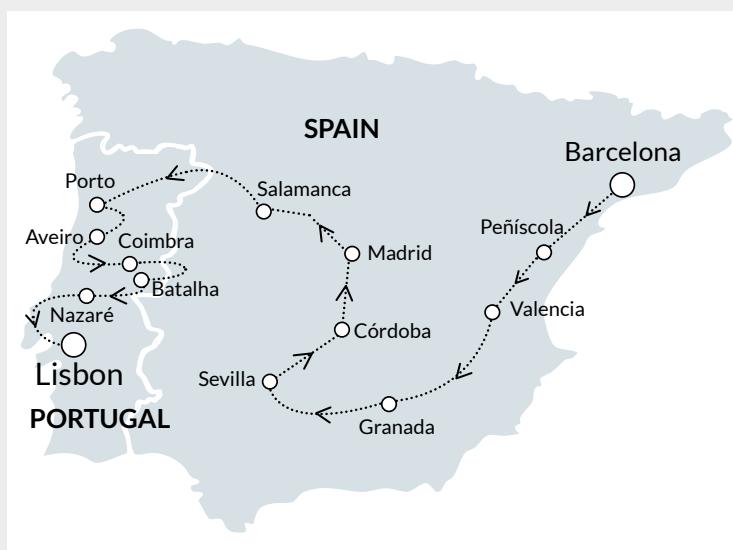 SPAIN
Barcelona
Porto
Salamanca
Peñíscola
Aveiro
Coimbra
Madrid
Batalha
Nazaré
Valencia
Córdoba
Lisbon
Sevilla
PORTUGAL
Granada